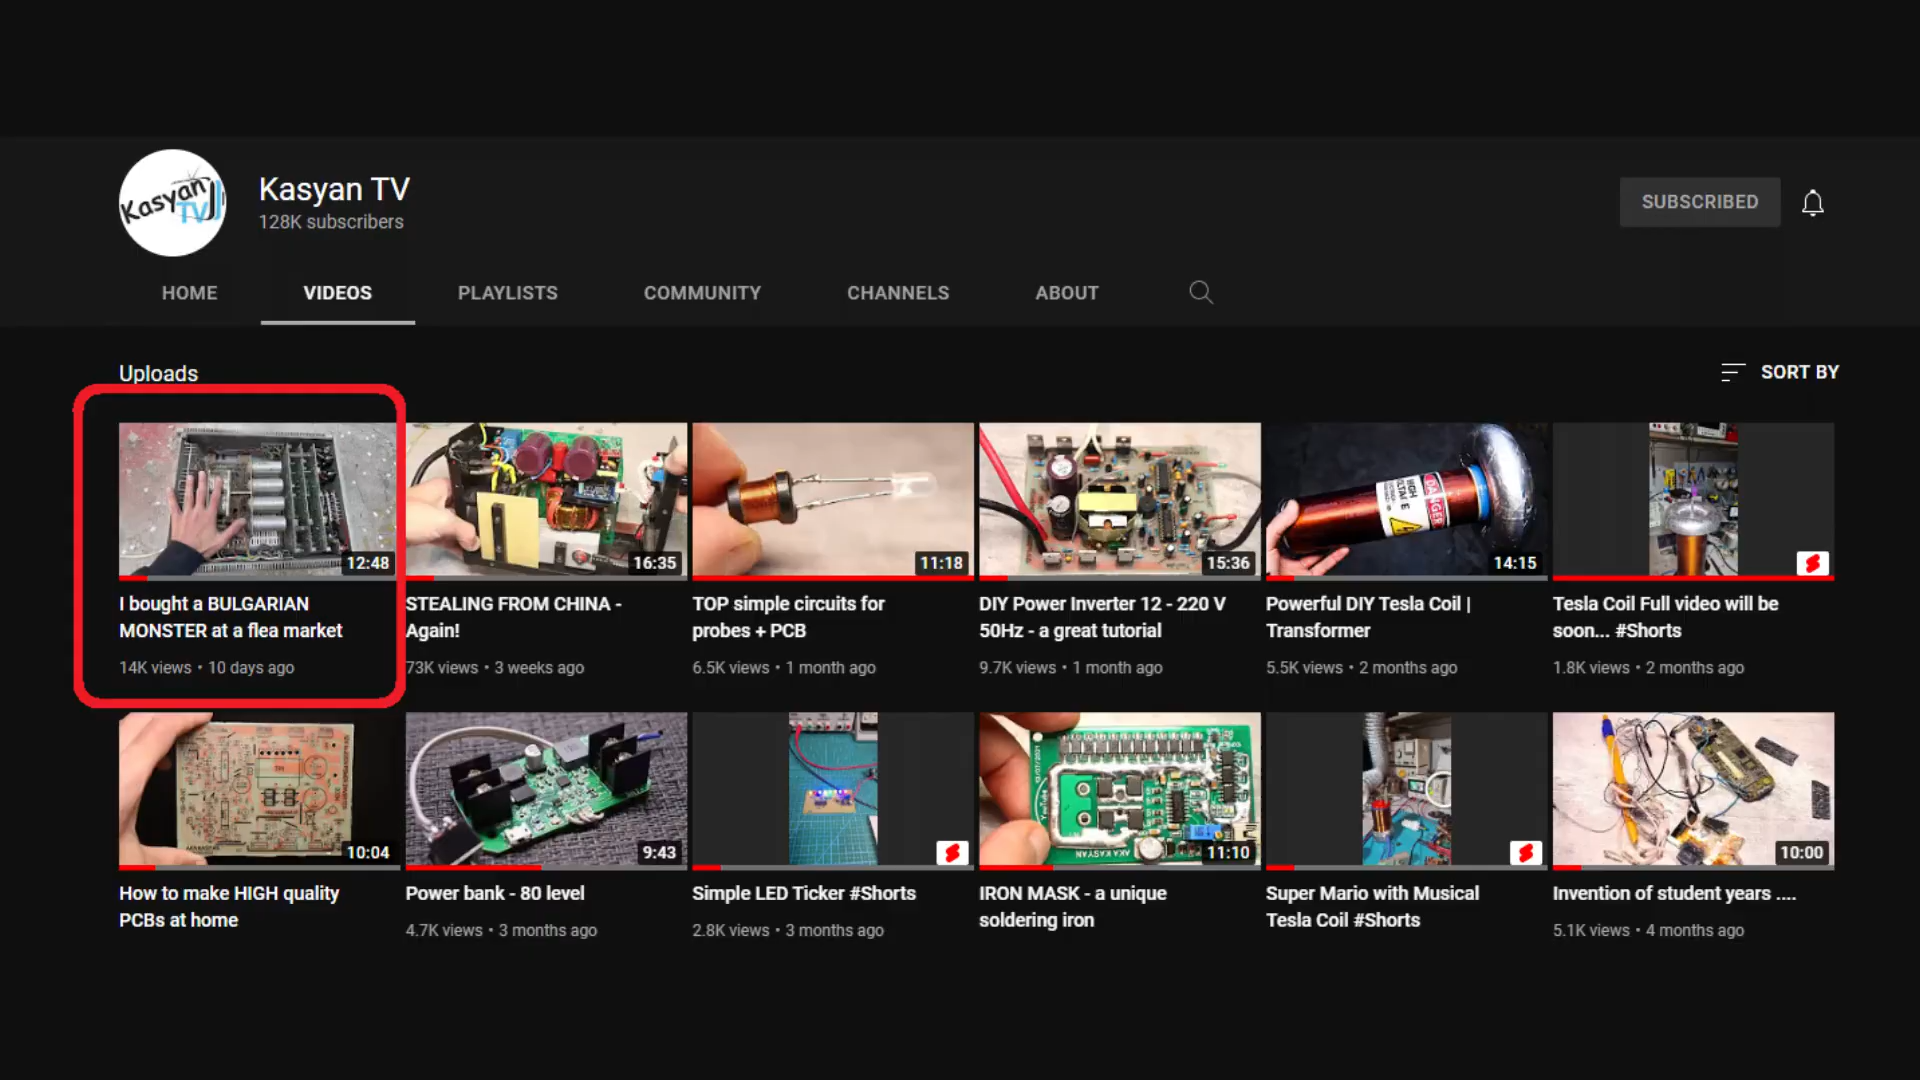 Kasyan
TV
Kasyan TV
128K subscribers
SUBSCRIBED
HOME
VIDEOS
PLAYLISTS
COMMUNITY
CHANNELS
ABOUT
Uploads
SORT BY
12:48
16:35
11:18
15:36
HIGH
DANGER
14:15
I bought a BULGARIAN
MONSTER at a flea market
14K views • 10 days ago
STEALING FROM CHINA -
Again!
73K views • 3 weeks ago
TOP simple circuits for
probes + PCB
6.5K views • 1 month ago
DIY Power Inverter 12 - 220 V
50Hz - a great tutorial
9.7K views • 1 month ago
Powerful DIY Tesla Coil |
Transformer
5.5K views • 2 months ago
Tesla Coil Full video will be
soon... #Shorts
1.8K views • 2 months ago
10:04
9:43
YouTube
AKA KASYAN
11:10
10:00
How to make HIGH quality
PCBs at home
Power bank - 80 level
4.7K views • 3 months ago
Simple LED Ticker #Shorts
2.8K views • 3 months ago
IRON MASK - a unique
soldering iron
Super Mario with Musical
Tesla Coil #Shorts
Invention of student years ....
5.1K views • 4 months ago